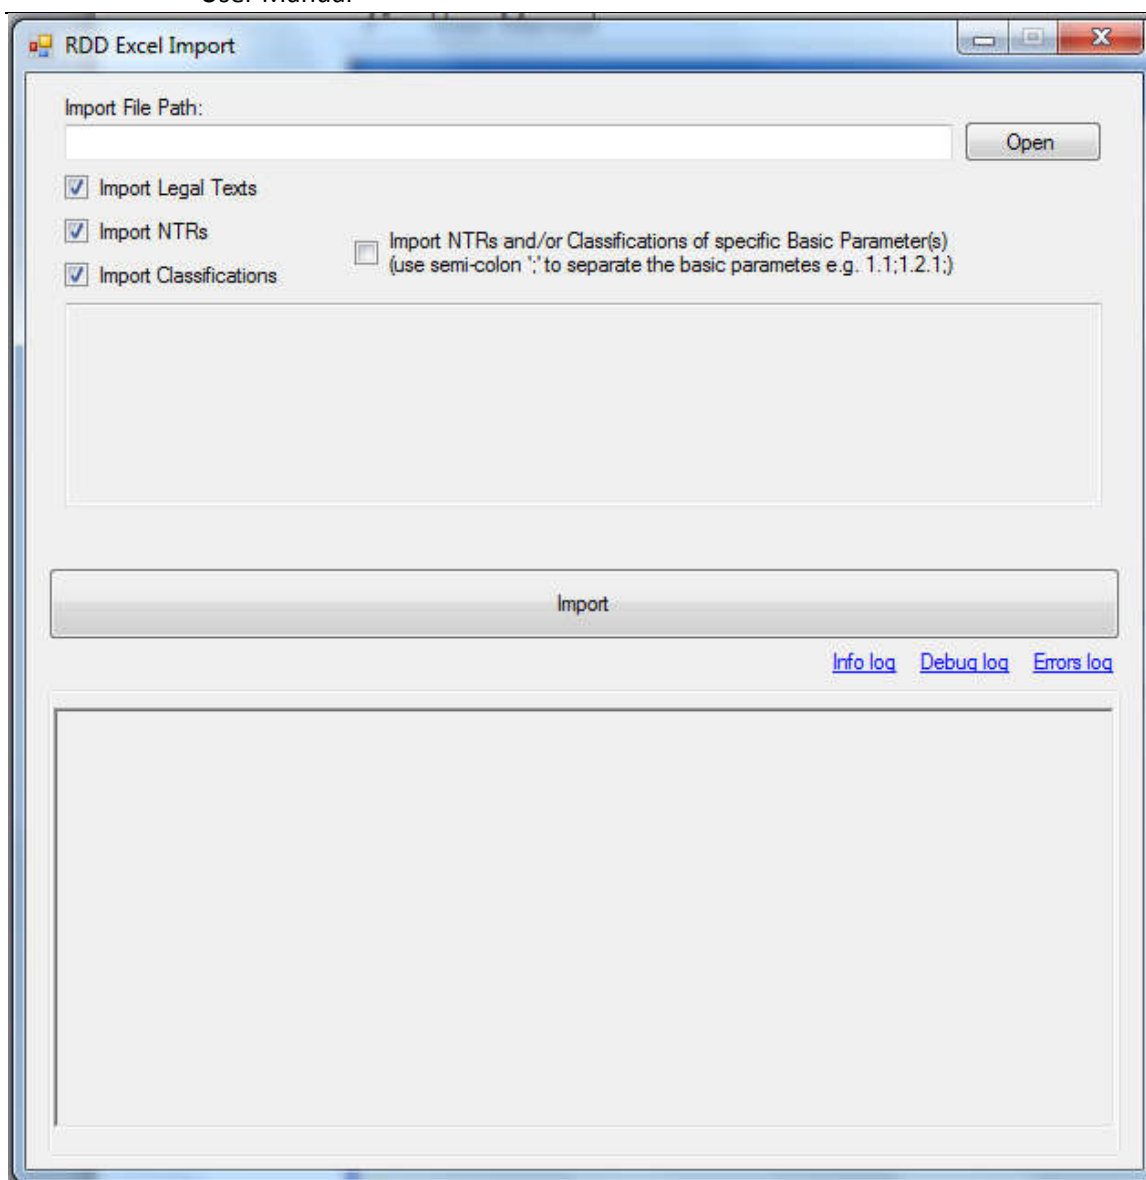 User Manual
RDD Excel Import
Import File Path:
Open
Import Legal Texts
Import NTRs
Import NTRs and/or Classifications of specific Basic Parameter(s)
(use semi-colon ';' to separate the basic parametes e.g. 1.1;1.2.1;)
Import Classifications
Import
Info log Debug log Errors log